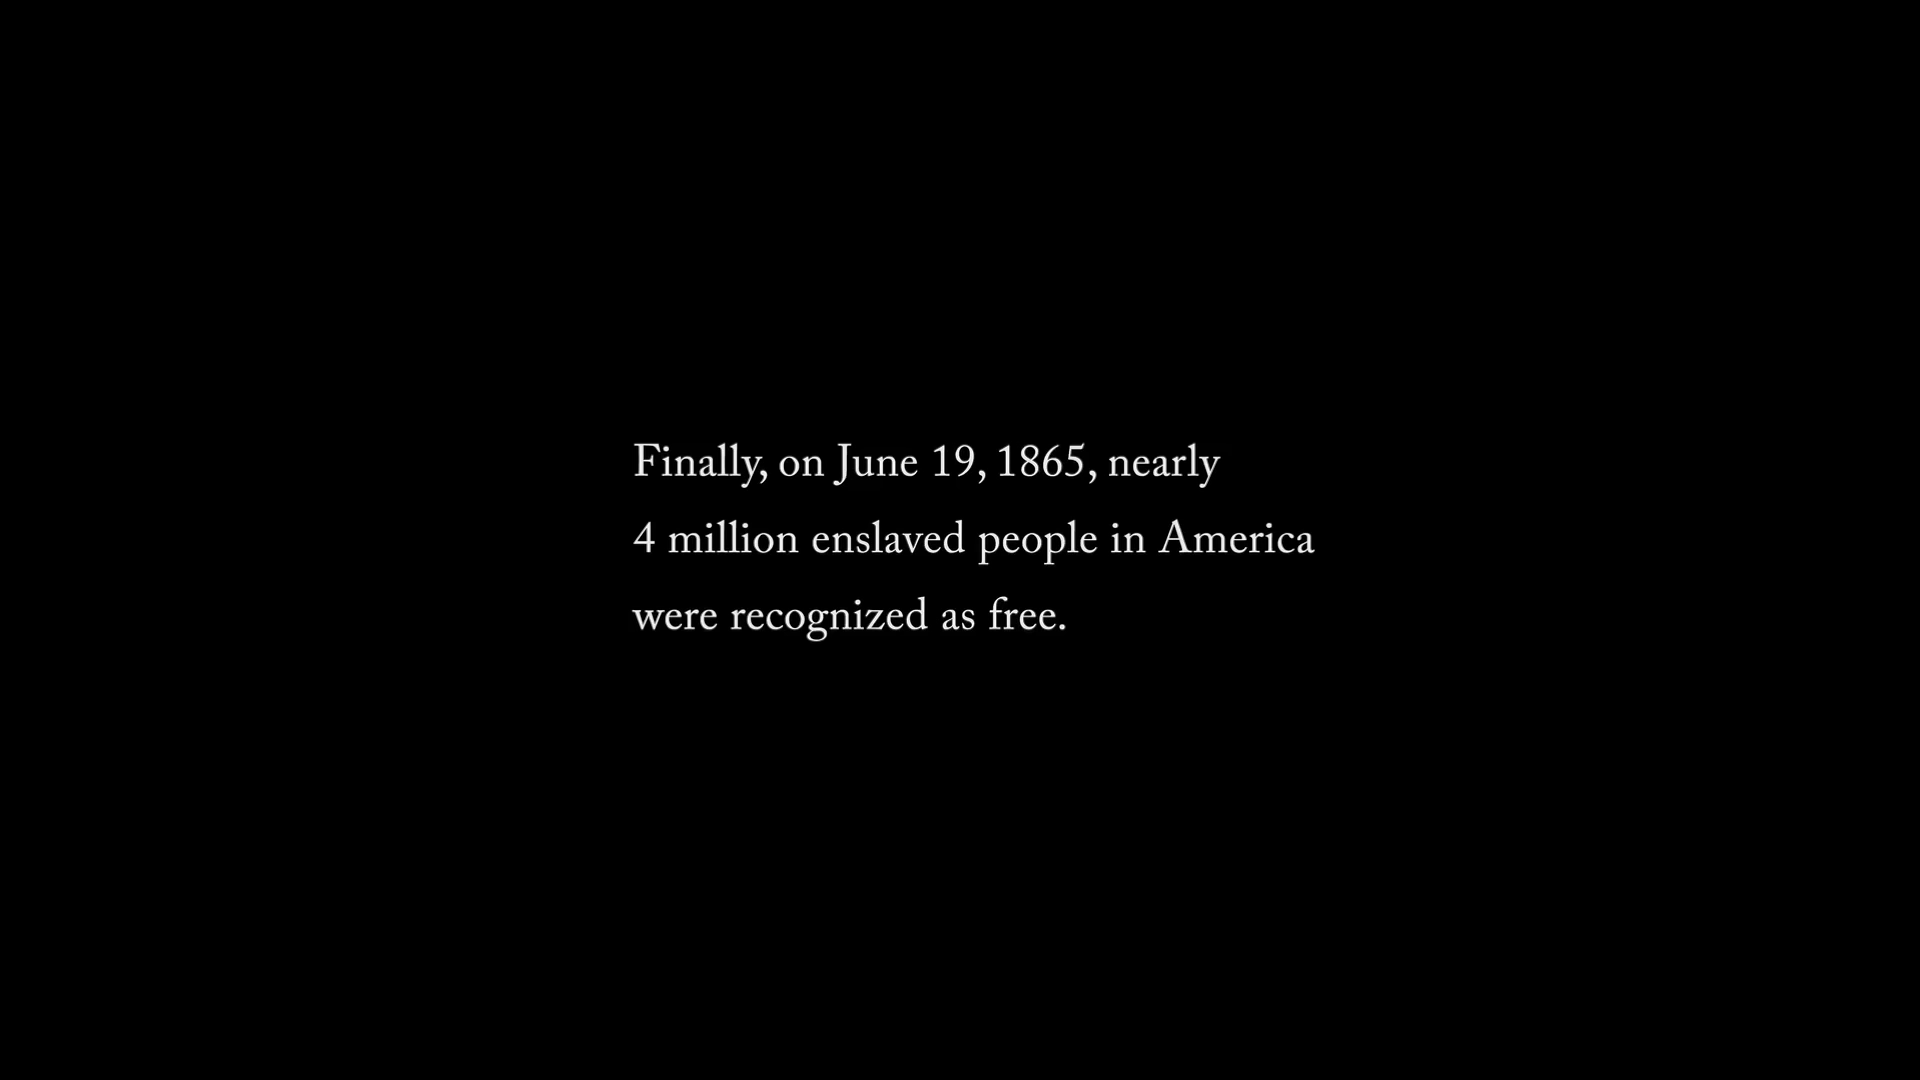 Finally, on June 19, 1865, nearly
4 million enslaved people in America
were recognized as free.